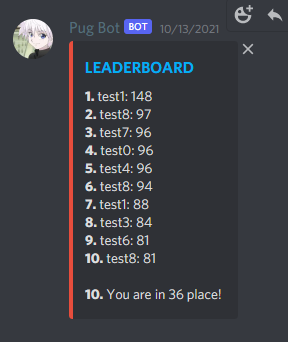 Pug Bot BOT 10/13/2021
LEADERBOARD
1. test1: 148
2. test8: 97
3. test7: 96
4. test0: 96
5. test4: 96
6. test8: 94
7. test1: 88
8. test3: 84
9. test6: 81
10. test8: 81
10. You are in 36 place!